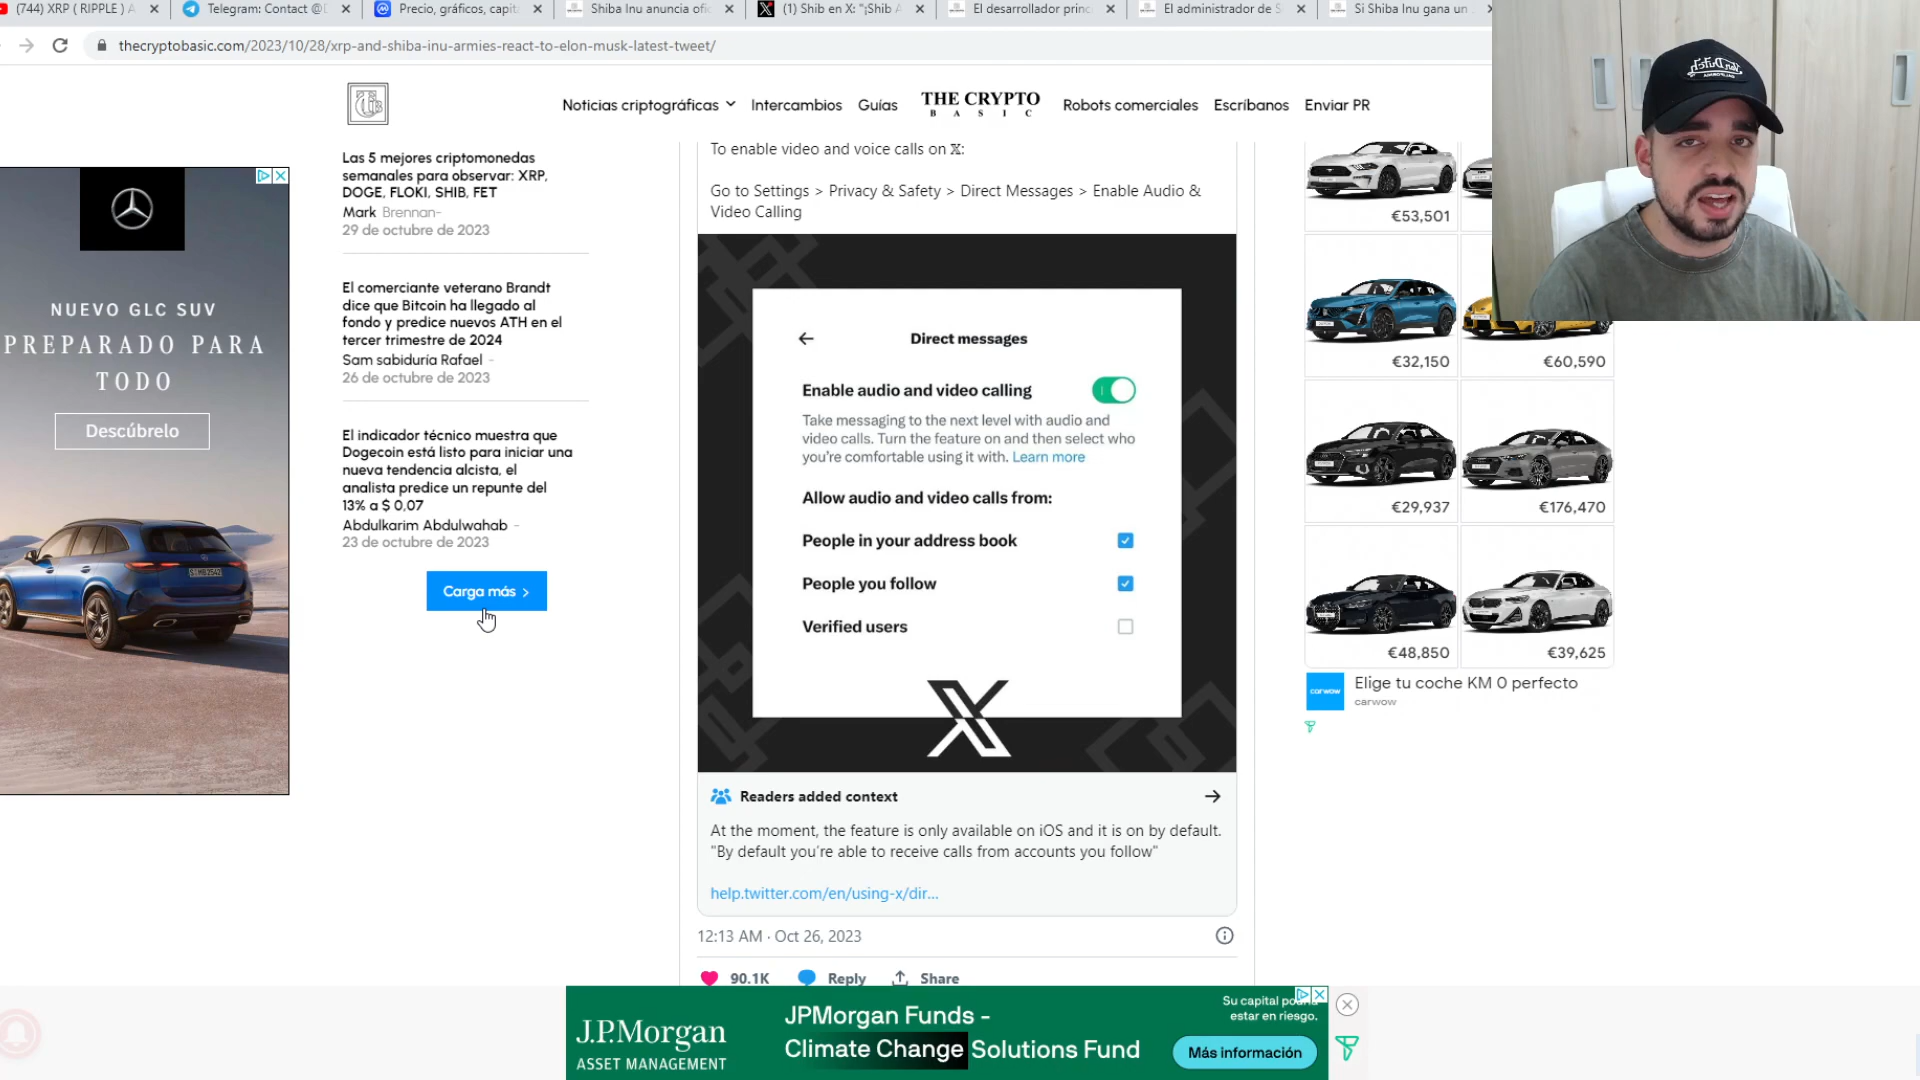 (744) XRP ( RIPPLE )
Telegram: Contact @
Precio, gráficos, capit
Shiba Inu anuncia ofic
(1) Shib en X: "¡Shib A
El desarrollador princ
El administrador de S
Si Shiba Inu gana un
thecryptobasic.com/2023/10/28/xrp-and-shiba-inu-armies-react-to-elon-musk-latest-tweet/
Noticias criptográficas
Intercambios
Guías
THE CRYPTO
BASIC
Robots comerciales
Escríbanos
Enviar PR
NUEVO GLC SUV
PREPARADO PARA
TODO
Descúbrelo
Las 5 mejores criptomonedas
semanales para observar: XRP,
DOGE, FLOKI, SHIB, FET
Mark Brennan-
29 de octubre de 2023
El comerciante veterano Brandt
dice que Bitcoin ha llegado al
fondo y predice nuevos ATH en el
tercer trimestre de 2024
Sam sabiduría Rafael -
26 de octubre de 2023
El indicador técnico muestra que
Dogecoin está listo para iniciar una
nueva tendencia alcista, el
analista predice un repunte del
13% a $ 0,07
Abdulkarim Abdulwahab -
23 de octubre de 2023
Carga más >
To enable video and voice calls on 𝕏:
Go to Settings > Privacy & Safety > Direct Messages > Enable Audio &
Video Calling
Direct messages
Enable audio and video calling
Take messaging to the next level with audio and
video calls. Turn the feature on and then select who
you're comfortable using it with. Learn more
Allow audio and video calls from:
People in your address book
People you follow
Verified users
X
Readers added context
At the moment, the feature is only available on iOS and it is on by default.
"By default you're able to receive calls from accounts you follow"
help.twitter.com/en/using-x/dir...
12:13 AM · Oct 26, 2023
90.1K
Reply
Share
€53,501
€32,150
€60,590
€29,937
€176,470
€48,850
€39,625
carwow
Elige tu coche KM 0 perfecto
carwow
J.P.Morgan
ASSET MANAGEMENT
JPMorgan Funds -
Climate Change Solutions Fund
Su capital
estar en riesgo.
Más información